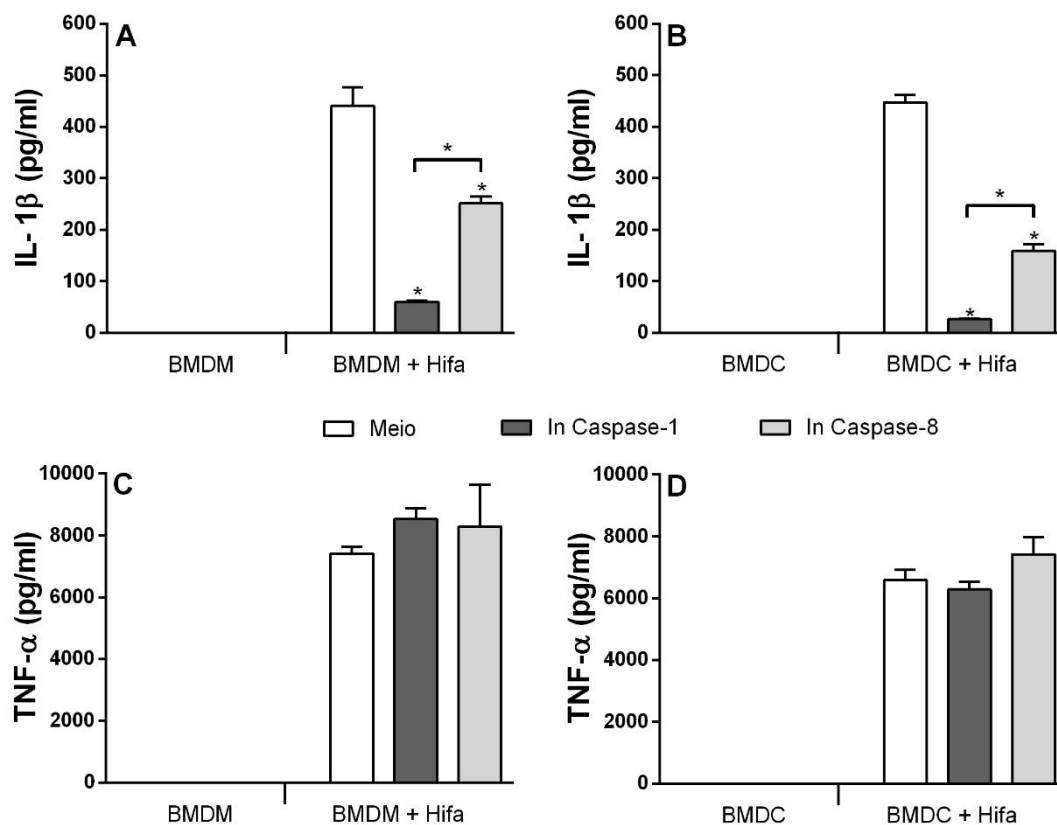 A
600
500
400
300
200
100
0
IL- 1β (pg/ml)
*
*
*
BMDM
BMDM + Hifa
B
600
500
400
300
200
100
0
IL- 1β (pg/ml)
*
*
*
BMDC
BMDC + Hifa
Meio
In Caspase-1
In Caspase-8
C
10000
8000
6000
4000
2000
0
TNF-α (pg/ml)
BMDM
BMDM + Hifa
D
10000
8000
6000
4000
2000
0
TNF-α (pg/ml)
BMDC
BMDC + Hifa